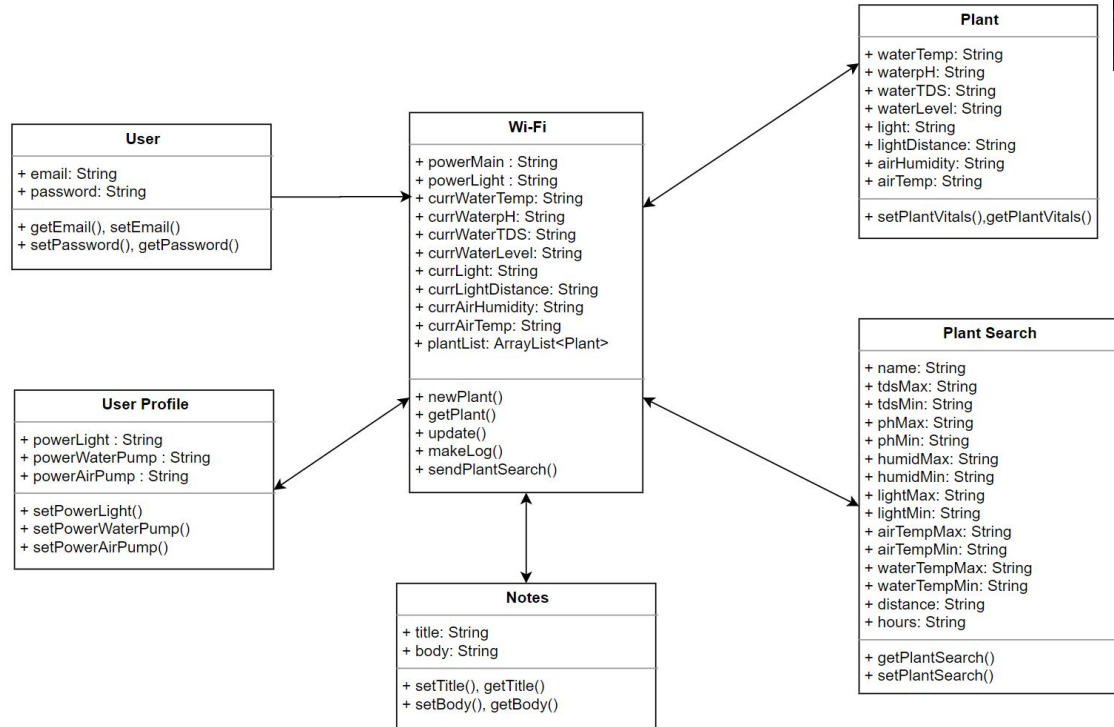 User
+ email: String
+ password: String
+ getEmail(), setEmail()
+ setPassword(), getPassword()
User Profile
+ powerLight : String
+ powerWaterPump : String
+ powerAirPump : String
+ setPowerLight()
+ setPowerWaterPump()
+ setPowerAirPump()
Wi-Fi
+ powerMain : String
+ powerLight : String
+ currWaterTemp: String
+ currWaterpH: String
+ currWaterTDS: String
+ currWaterLevel: String
+ currLight: String
+ currLightDistance: String
+ currAirHumidity: String
+ currAirTemp: String
+ plantList: ArrayList<Plant>
+ newPlant()
+ getPlant()
+ update()
+ makeLog()
+ sendPlantSearch()
Notes
+ title: String
+ body: String
+ setTitle(), getTitle()
+ setBody(), getBody()
Plant
+ waterTemp: String
+ waterpH: String
+ waterTDS: String
+ waterLevel: String
+ light: String
+ lightDistance: String
+ airHumidity: String
+ airTemp: String
+ setPlantVitals(),getPlantVitals()
Plant Search
+ name: String
+ tdsMax: String
+ tdsMin: String
+ phMax: String
+ phMin: String
+ humidMax: String
+ humidMin: String
+ lightMax: String
+ lightMin: String
+ airTempMax: String
+ airTempMin: String
+ waterTempMax: String
+ waterTempMin: String
+ distance: String
+ hours: String
+ getPlantSearch()
+ setPlantSearch()